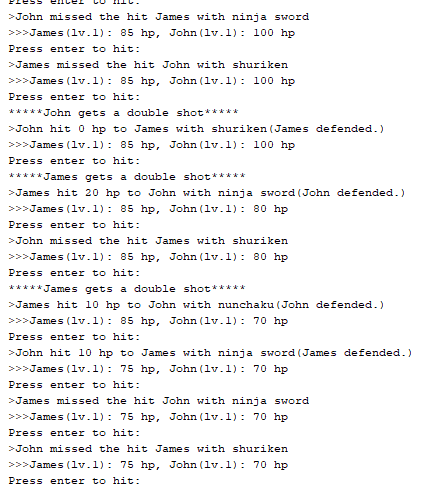 Press enter to hit:
>John missed the hit James with ninja sword
>>>James(lv.1): 85 hp, John(lv.1): 100 hp
Press enter to hit:
>James missed the hit John with shuriken
>>>James(lv.1): 85 hp, John(lv.1): 100 hp
Press enter to hit:
*****John gets a double shot*****
>John hit 0 hp to James with shuriken(James defended.)
>>>James(lv.1): 85 hp, John(lv.1): 100 hp
Press enter to hit:
*****James gets a double shot*****
>James hit 20 hp to John with ninja sword(John defended.)
>>>James(lv.1): 85 hp, John(lv.1): 80 hp
Press enter to hit:
>John missed the hit James with shuriken
>>>James(lv.1): 85 hp, John(lv.1): 80 hp
Press enter to hit:
*****James gets a double shot*****
>James hit 10 hp to John with nunchaku(John defended.)
>>>James(lv.1): 85 hp, John(lv.1): 70 hp
Press enter to hit:
>John hit 10 hp to James with ninja sword(James defended.)
>>>James(lv.1): 75 hp, John(lv.1): 70 hp
Press enter to hit:
>James missed the hit John with ninja sword
>>>James(lv.1): 75 hp, John(lv.1): 70 hp
Press enter to hit:
>John missed the hit James with shuriken
>>>James(lv.1): 75 hp, John(lv.1): 70 hp
Press enter to hit: